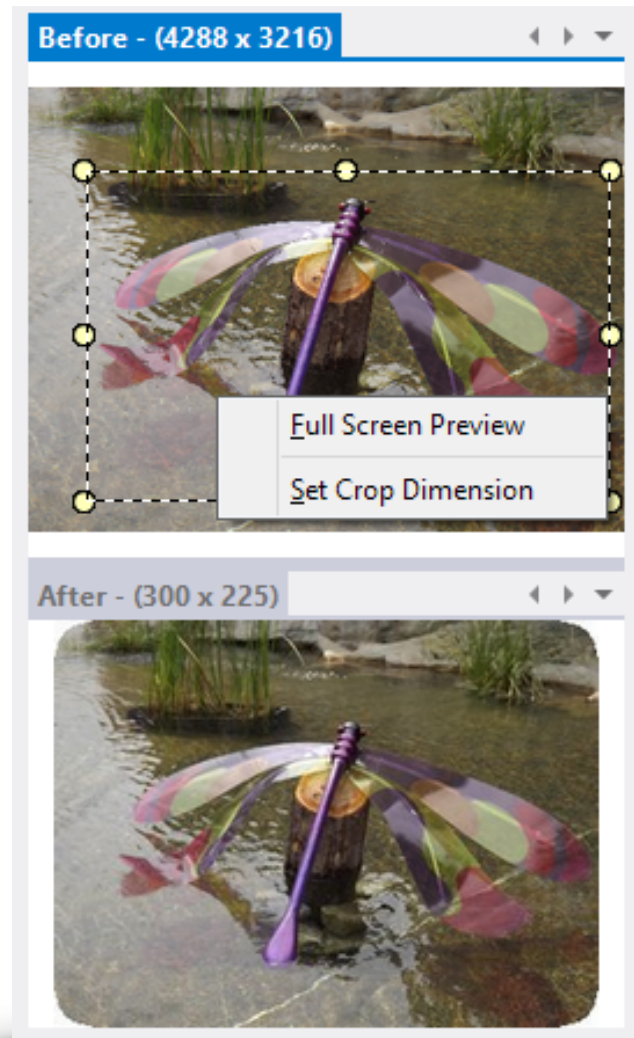 Before - (4288 x 3216)
Full Screen Preview
Set Crop Dimension
After - (300 x 225)